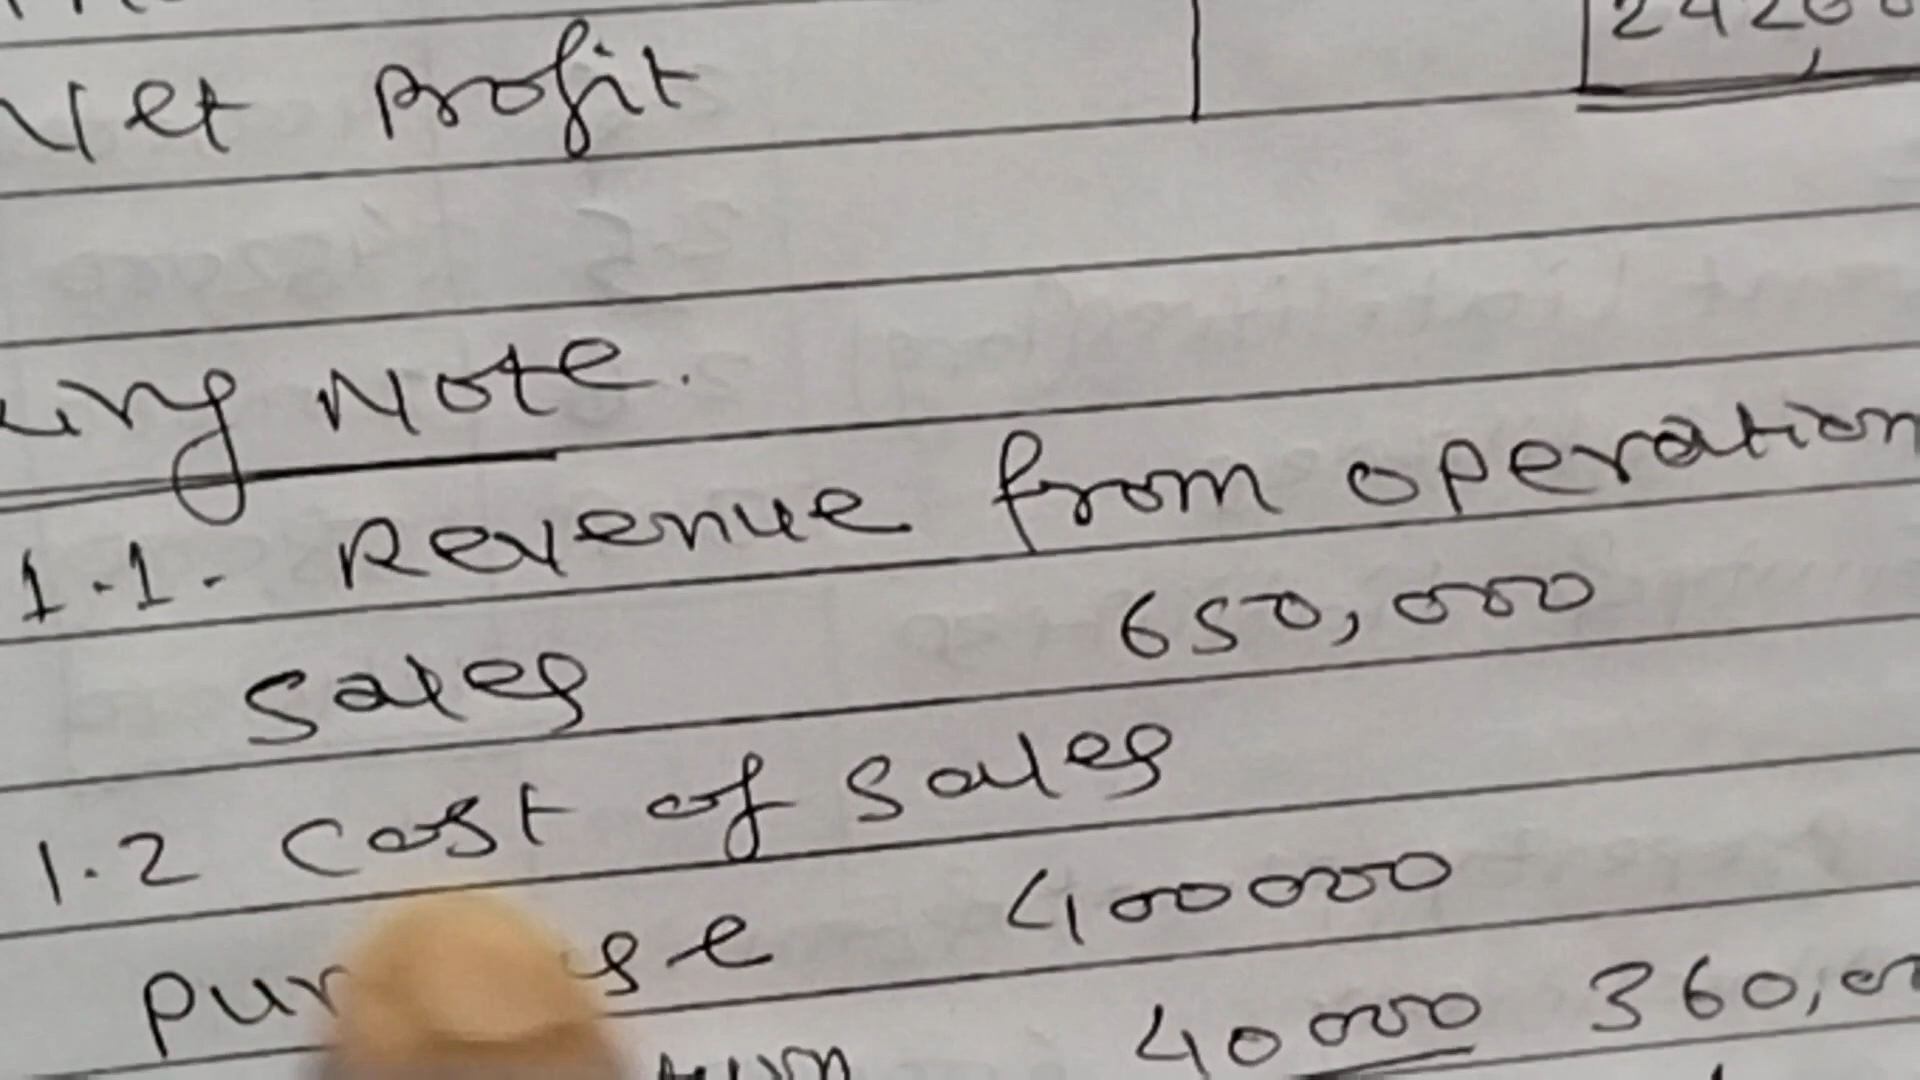 Net Profit
Note.
1.1. Revenue from operation
Sales 650,000
1.2 Cost of Sales
400000
40000 360,00